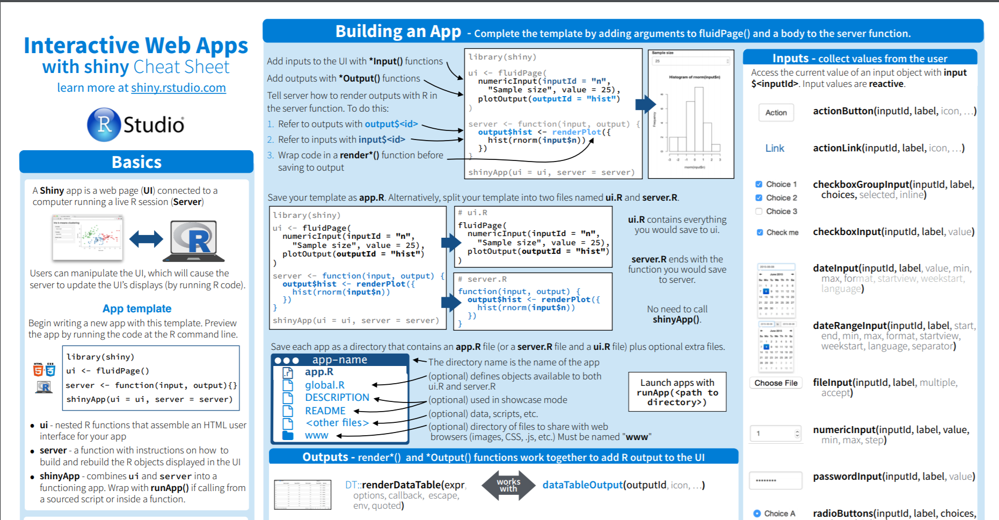 Interactive Web Apps
with shiny Cheat Sheet
learn more at shiny.rstudio.com
R Studio®
Basics
A Shiny app is a web page (UI) connected to a
computer running a live R session (Server)
R
Users can manipulate the UI, which will cause the
server to update the UI's displays (by running R code).
App template
Begin writing a new app with this template. Preview
the app by running the code at the R command line.
HTML CSS
5 3
R
library(shiny)
ui <- fluidPage()
server <- function(input, output){}
shinyApp(ui = ui, server = server)
• ui - nested R functions that assemble an HTML user
interface for your app
• server - a function with instructions on how to
build and rebuild the R objects displayed in the UI
• shinyApp - combines ui and server into a
functioning app. Wrap with runApp() if calling from
a sourced script or inside a function.
Building an App - Complete the template by adding arguments to fluidPage() and a body to the server function.
Add inputs to the UI with *Input() functions
Add outputs with *Output() functions
Tell server how to render outputs with R in
the server function. To do this:
1. Refer to outputs with output$<id>
2. Refer to inputs with input$<id>
3. Wrap code in a render*() function before
saving to output
library(shiny)
ui <- fluidPage(
numericInput(inputId = "n",
"Sample size", value = 25),
plotOutput(outputId = "hist")
)
server <- function(input, output) {
output$hist <- renderPlot({
hist(rnorm(input$n))
})
}
shinyApp(ui = ui, server = server)
Sample size
25
Histogram of rnorm(input$n)
Frequency
0 2 4 6 8
-3 -2 -1 0 1 2 3
rnorm(input$n)
Save your template as app.R. Alternatively, split your template into two files named ui.R and server.R.
library(shiny)
ui <- fluidPage(
numericInput(inputId = "n",
"Sample size", value = 25),
plotOutput(outputId = "hist")
)
server <- function(input, output) {
output$hist <- renderPlot({
hist(rnorm(input$n))
})
}
shinyApp(ui = ui, server = server)
# ui.R
fluidPage(
numericInput(inputId = "n",
"Sample size", value = 25),
plotOutput(outputId = "hist")
)
# server.R
function(input, output) {
output$hist <- renderPlot({
hist(rnorm(input$n))
})
}
ui.R contains everything
you would save to ui.
server.R ends with the
function you would save
to server.
No need to call
shinyApp().
Save each app as a directory that contains an app.R file (or a server.R file and a ui.R file) plus optional extra files.
app-name
.r app.R
global.R
DESCRIPTION
README
<other files>
www
The directory name is the name of the app
(optional) defines objects available to both
ui.R and server.R
(optional) used in showcase mode
(optional) data, scripts, etc.
(optional) directory of files to share with web
browsers (images, CSS, .js, etc.) Must be named "www"
Launch apps with
runApp(<path to
directory>)
Outputs - render*() and *Output() functions work together to add R output to the UI
DT::renderDataTable(expr,
options, callback, escape,
env, quoted)
works
with
dataTableOutput(outputId, icon, …)
Inputs - collect values from the user
Access the current value of an input object with input
$<inputId>. Input values are reactive.
Action
actionButton(inputId, label, icon, …)
Link
actionLink(inputId, label, icon, …)
Choice 1
Choice 2
Choice 3
checkboxGroupInput(inputId, label,
choices, selected, inline)
Check me
checkboxInput(inputId, label, value)
June 2015
dateInput(inputId, label, value, min,
max, format, startview, weekstart,
language)
June 2015
dateRangeInput(inputId, label, start,
end, min, max, format, startview,
weekstart, language, separator)
Choose File
fileInput(inputId, label, multiple,
accept)
1
numericInput(inputId, label, value,
min, max, step)
passwordInput(inputId, label, value)
Choice A
radioButtons(inputId, label, choices,